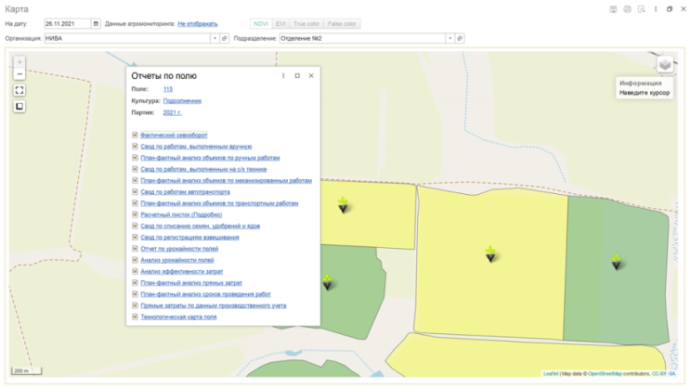 Карта
На дату: 26.11.2021 Данные агромониторинга: Не отображать NDVI EVI True color False color
Организация: НИВА Подразделение: Отделение №2
Отчеты по полю
Поле: 115
Культура: Подсолнечник
Партия: 2021 г.
Фактический севооборот
Свод по работам, выполненным вручную
План-фактный анализ объемов по ручным работам
Свод по работам, выполненным на с/х технике
План-фактный анализ объемов по механизированным работам
Свод по работам автотранспорта
План-фактный анализ объемов по транспортным работам
Расчетный листок (Подробно)
Свод по списание семян, удобрений и ядов
Свод по регистрациям взвешивания
Отчет по урожайности полей
Анализ урожайности полей
Анализ эффективности затрат
План-фактный анализ прямых затрат
План-фактный анализ сроков проведения работ
Прямые затраты по данным производственного учета
Технологическая карта поля
Информация
Наведите курсор
200 m
Leaflet | Map data © OpenStreetMap contributors, CC-BY-SA